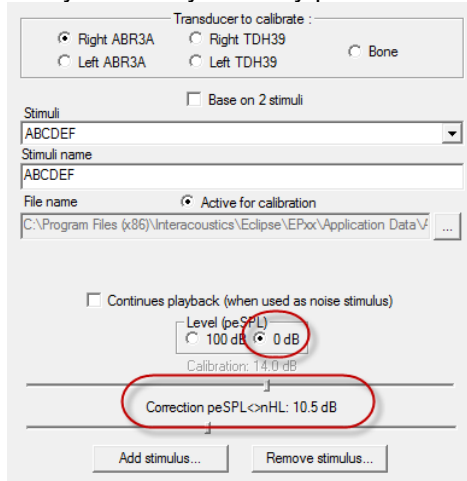 Transducer to calibrate :
Right ABR3A Right TDH39
Bone
Left ABR3A Left TDH39
Base on 2 stimuli
Stimuli
ABCDEF
Stimuli name
ABCDEF
File name Active for calibration
C:\Program Files (x86)\Interacoustics\Eclipse\EPxx\Application Data\ ...
Continues playback (when used as noise stimulus)
Level (peSPL)
100 dB 0 dB
Calibration: 14.0 dB
Correction peSPL<>nHL: 10.5 dB
Add stimulus... Remove stimulus...